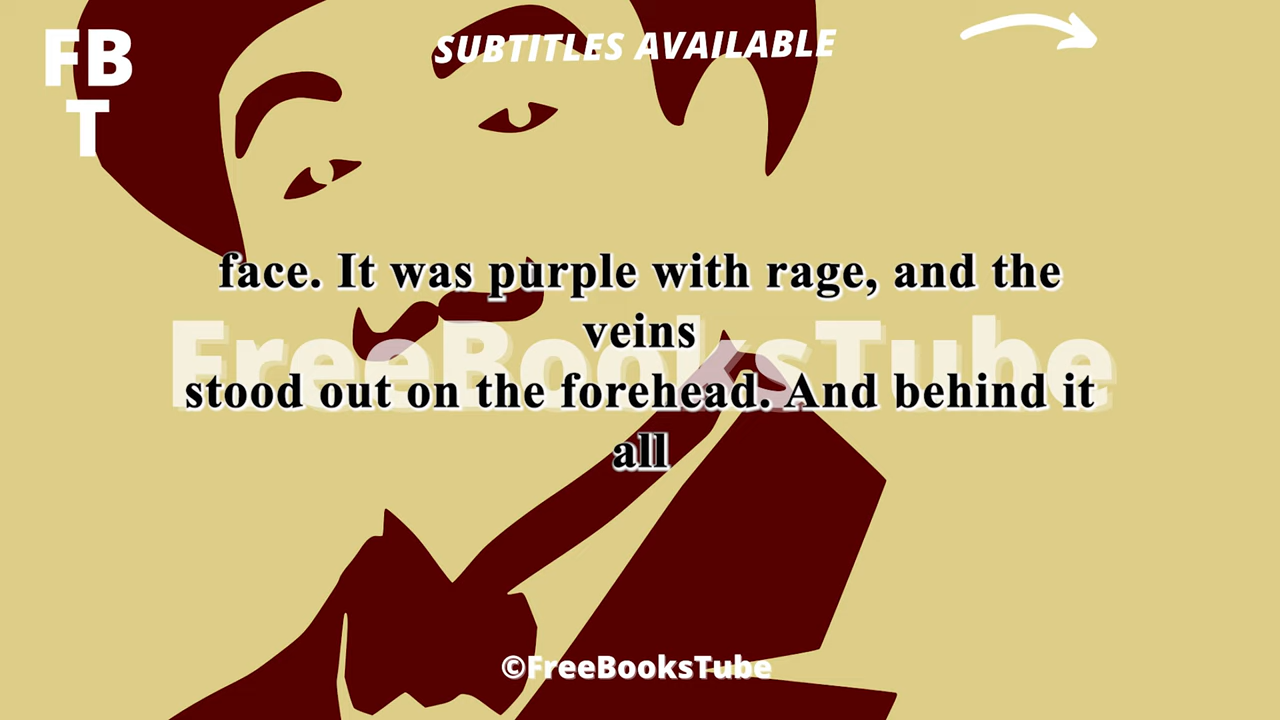 FB
T
SUBTITLES AVAILABLE
face. It was purple with rage, and the
veins
FreeBooksTube
stood out on the forehead. And behind it
all
©FreeBooksTube